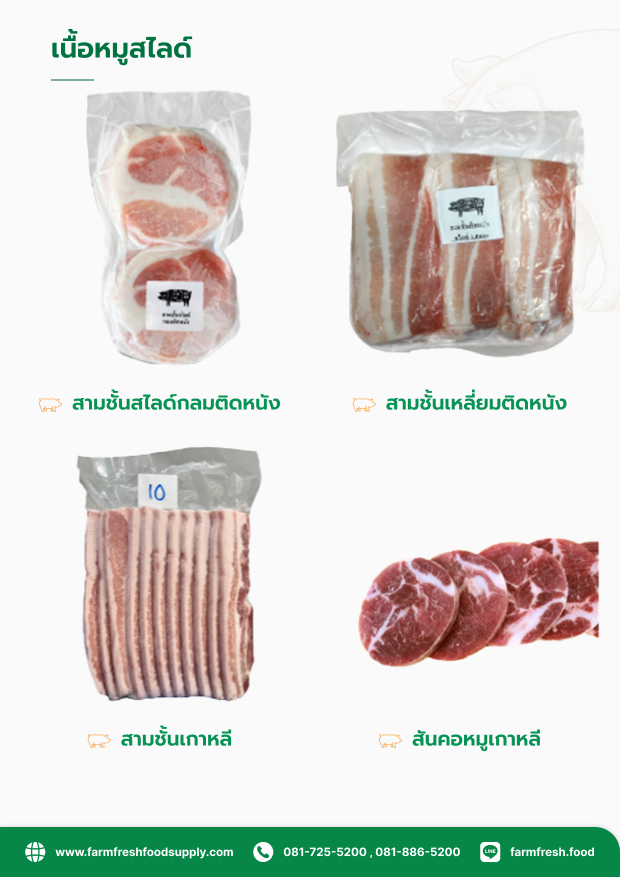 เนื้อหมูสไลด์
สามชั้นสไลด์กลมติดหนัง
สามชั้นเหลี่ยมติดหนัง
10
สามชั้นเกาหลี
สันคอหมูเกาหลี
www.farmfreshfoodsupply.com
081-725-5200 , 081-886-5200
LINE
farmfresh.food